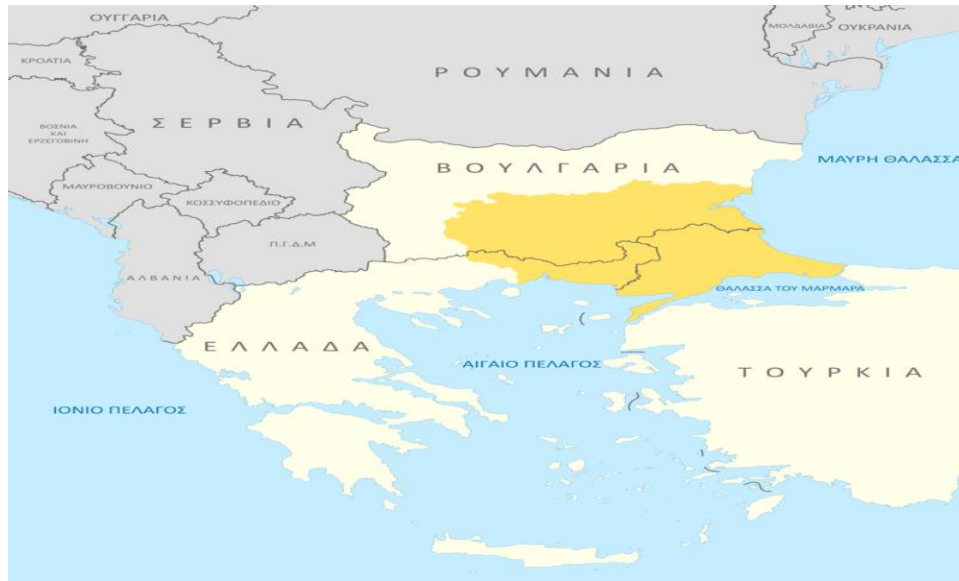 ΟΥΓΓΑΡΙΑ
ΜΟΛΔΑΒΙΑ
ΟΥΚΡΑΝΙΑ
ΚΡΟΑΤΙΑ
ΡΟΥΜΑΝΙΑ
ΣΕΡΒΙΑ
ΒΟΣΝΙΑ
ΚΑΙ
ΕΡΖΕΓΟΒΙΝΗ
ΒΟΥΛΓΑΡΙΑ
ΜΑΥΡΗ ΘΑΛΑΣΣΑ
ΜΑΥΡΟΒΟΥΝΙΟ
ΚΟΣΣΥΦΟΠΕΔΙΟ
Π.Γ.Δ.Μ
ΑΛΒΑΝΙΑ
ΘΑΛΑΣΣΑ ΤΟΥ ΜΑΡΜΑΡΑ
ΕΛΛΑΔΑ
ΑΙΓΑΙΟ ΠΕΛΑΓΟΣ
ΤΟΥΡΚΙΑ
ΙΟΝΙΟ ΠΕΛΑΓΟΣ